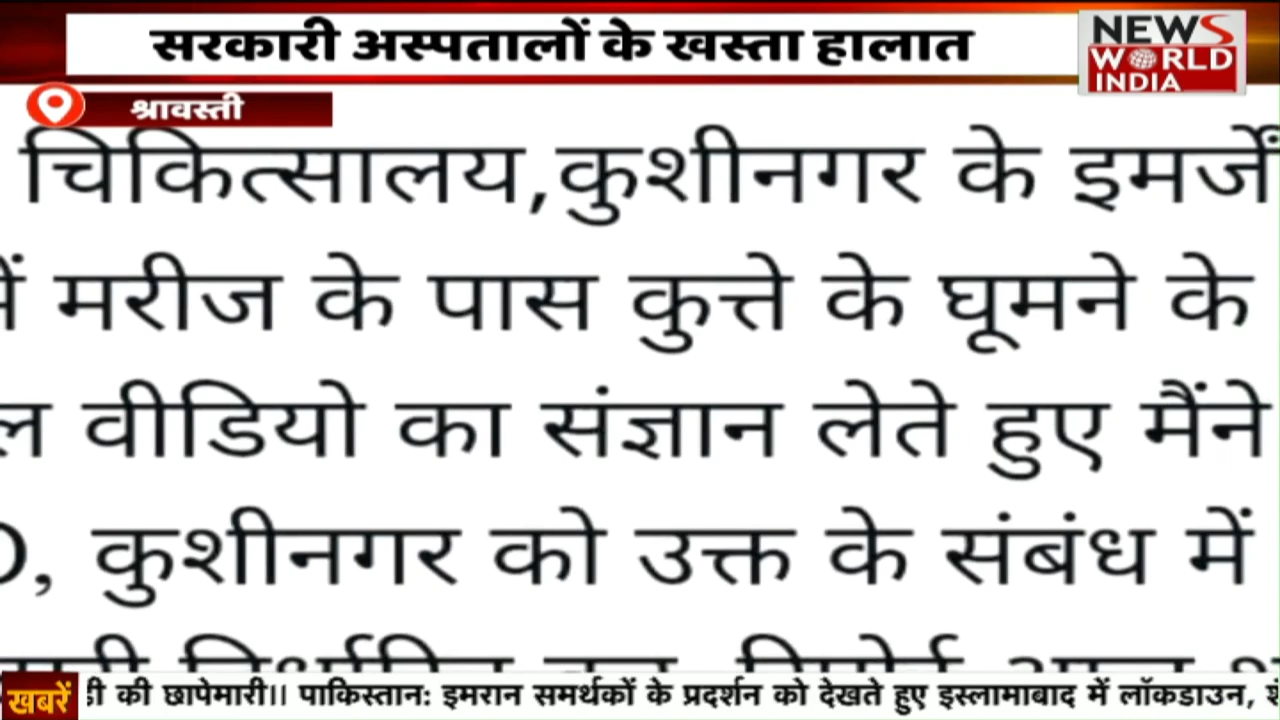 सरकारी अस्पतालों के खस्ता हालात
NEWS
WORLD
INDIA
श्रावस्ती
चिकित्सालय,कुशीनगर के
में मरीज के पास कुत्ते के घूमने के
वीडियो का संज्ञान लेते हुए मैंने
कुशीनगर को उक्त के संबंध में
खबरें
की छापेमारी।। पाकिस्तान: इमरान समर्थकों के प्रदर्शन को देखते हुए इस्लामाबाद में लॉकडाउन,